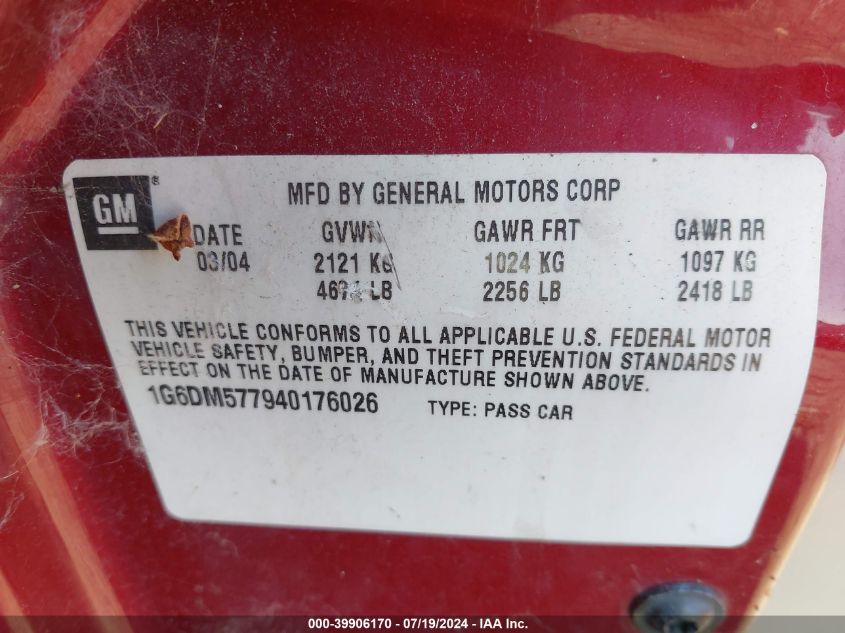 GM ®
MFD BY GENERAL MOTORS CORP
DATE GVWR GAWR FRT GAWR RR
03/04 2121 KG 1024 KG 1097 KG
LB 2256 LB 2418 LB
THIS VEHICLE CONFORMS TO ALL APPLICABLE U.S. FEDERAL MOTOR
VEHICLE SAFETY, BUMPER, AND THEFT PREVENTION STANDARDS IN
EFFECT ON THE DATE OF MANUFACTURE SHOWN ABOVE.
1G6DM577940176026 TYPE: PASS CAR
000-39906170 - 07/19/2024 - IAA Inc.